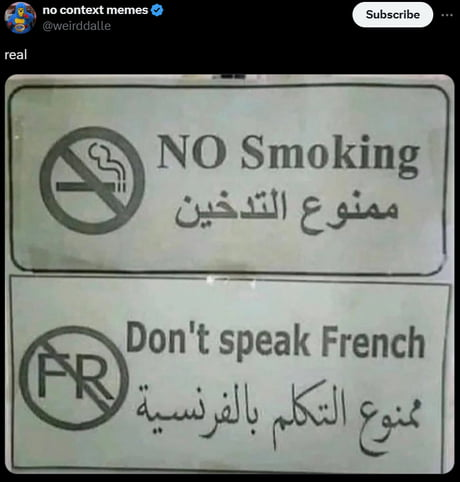 no context memes
@weirddalle
Subscribe
real
NO Smoking
ممنوع التدخين
FR
Don't speak French
ممنوع التكلم بالفرنسية